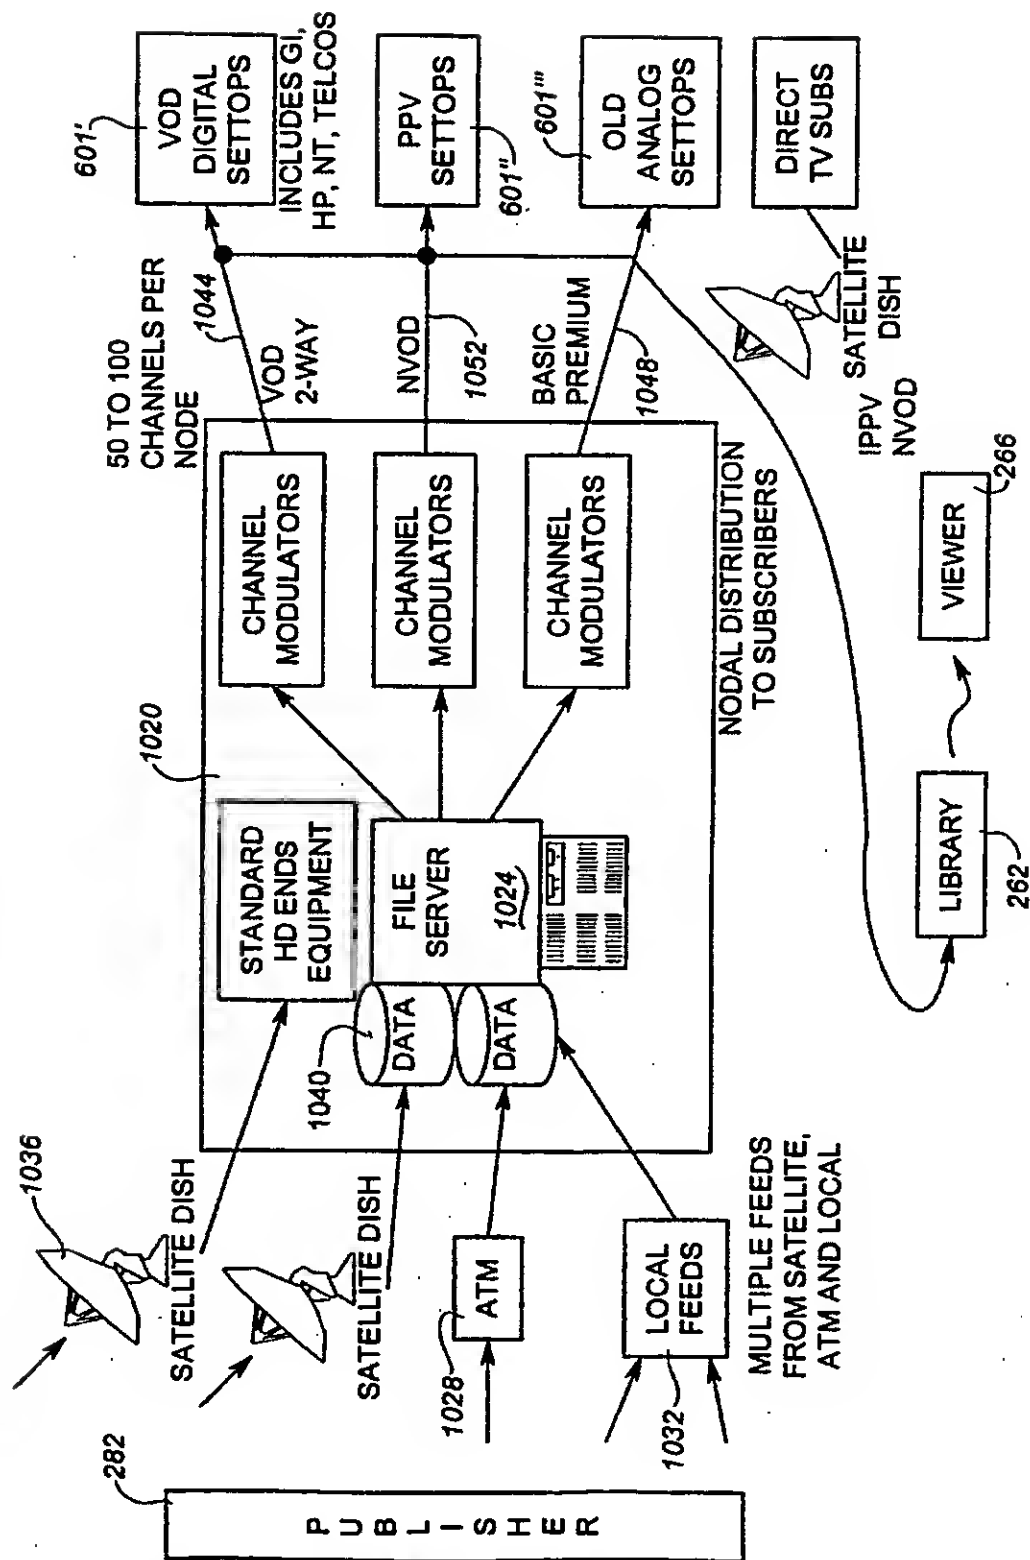 282
PUBLISHER
1036
SATELLITE DISH
SATELLITE DISH
1028
ATM
1032
LOCAL
FEEDS
MULTIPLE FEEDS
FROM SATELLITE,
ATM AND LOCAL
1020
STANDARD
HD ENDS
EQUIPMENT
1040
DATA
DATA
FILE
SERVER
1024
CHANNEL
MODULATORS
CHANNEL
MODULATORS
CHANNEL
MODULATORS
NODAL DISTRIBUTION
TO SUBSCRIBERS
50 TO 100
CHANNELS PER
NODE
1044
VOD
2-WAY
NVOD
1052
BASIC
PREMIUM
1048
601'
VOD
DIGITAL
SETTOPS
INCLUDES GI,
HP, NT, TELCOS
PPV
SETTOPS
601"
601'''
OLD
ANALOG
SETTOPS
DIRECT
TV SUBS
SATELLITE
DISH
IPPV
NVOD
LIBRARY
262
VIEWER
266